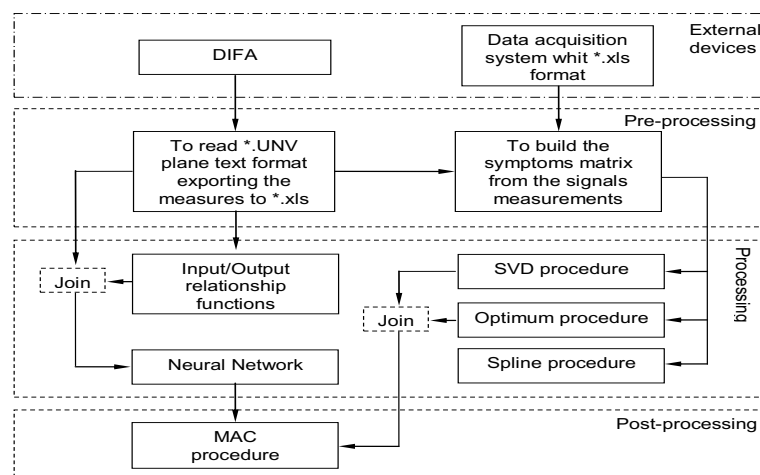 External
devices
DIFA
Data acquisition
system whit *.xls
format
Pre-processing
To read *.UNV
plane text format
exporting the
measures to *.xls
To build the
symptoms matrix
from the signals
measurements
Processing
Join
Input/Output
relationship
functions
SVD procedure
Join
Optimum procedure
Neural Network
Spline procedure
Post-processing
MAC
procedure